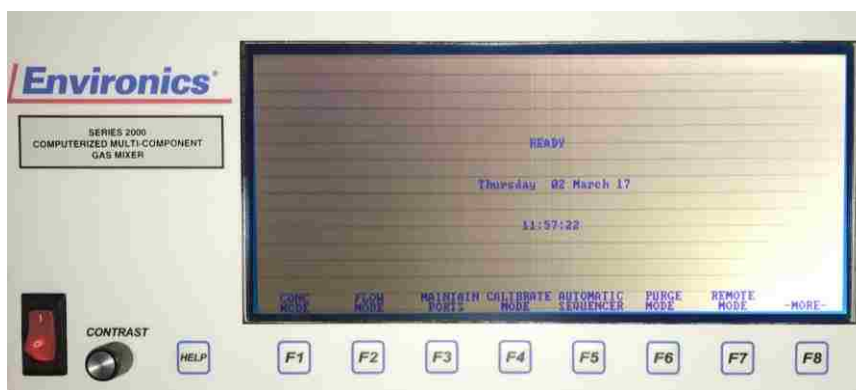 Environics®
SERIES 2000
COMPUTERIZED MULTI-COMPONENT
GAS MIXER
READY
Thursday 02 March 17
11:57:22
CONC FLOW MAINTAIN CALIBRATE AUTOMATIC PURGE REMOTE
MODE MODE PORTS MODE SEQUENCER MODE MODE -MORE-
CONTRAST
HELP F1 F2 F3 F4 F5 F6 F7 F8